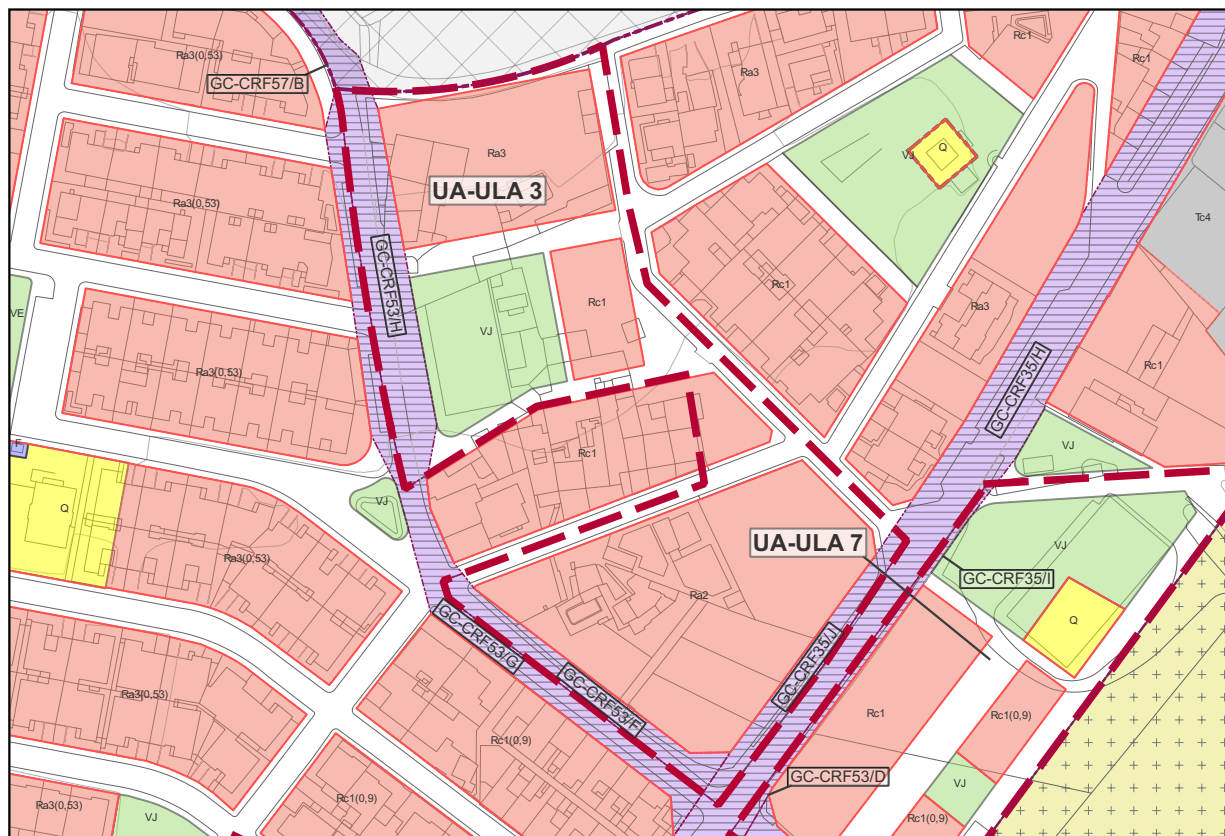 Rc1
Ra3(0,53)
Rc1
Ra3
GC-CRF57/B
Q
VJ
Ra3
UA-ULA 3
Ra3(0,53)
Tc4
GC-CRF53/H
Rc1
Rc1
Ra3
VE
VJ
GC-CRF35/H
Rc1
Ra3(0,53)
F
Rc1
VJ
VJ
Q
UA-ULA 7
VJ
Ra3(0,53)
GC-CRF35/I
Ra2
Q
GC-CRF53/G
GC-CRF35/J
Ra3(0,53)
GC-CRF53/F
Rc1
Rc1(0,9)
Rc1(0,9)
GC-CRF53/D
VJ
Rc1(0,9)
Ra3(0,53)
VJ
Rc1(0,9)